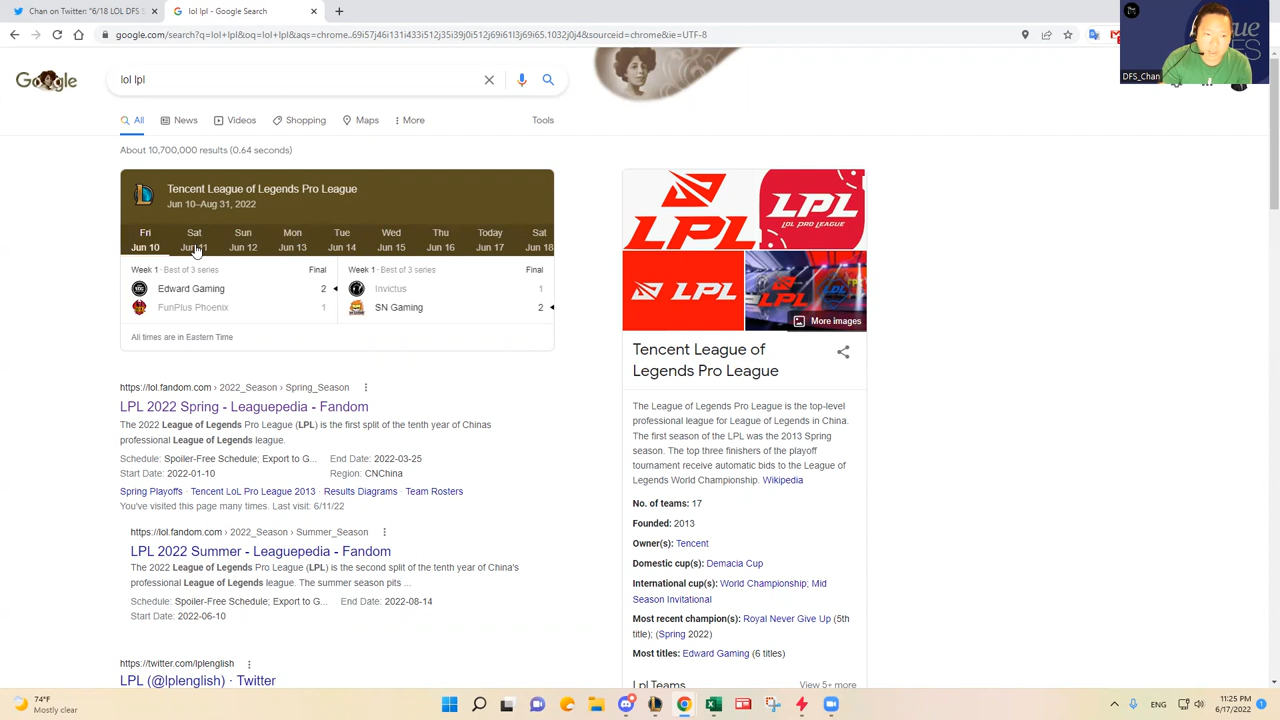 Chan on Twitter: "6/18 LOL DFS S
lol lpl - Google Search
google.com/search?q=lol+lpl&oq=lol+lpl&aqs=chrome..69i57j46i131i433i512j35i39j0i512j69i61l3j69i65.1032j0j4&sourceid=chrome&ie=UTF-8
DFS_Chan
lol lpl
All
News
Videos
Shopping
Maps
More
Tools
About 10,700,000 results (0.64 seconds)
Tencent League of Legends Pro League
Jun 10–Aug 31, 2022
Fri Sat Sun Mon Tue Wed Thu Today Sat
Jun 10 Jun 11 Jun 12 Jun 13 Jun 14 Jun 15 Jun 16 Jun 17 Jun 18
Week 1 · Best of 3 series Final
Edward Gaming 2
FunPlus Phoenix 1
Week 1 · Best of 3 series Final
Invictus 1
SN Gaming 2
All times are in Eastern Time
https://lol.fandom.com › 2022_Season › Spring_Season
LPL 2022 Spring - Leaguepedia - Fandom
The 2022 League of Legends Pro League (LPL) is the first split of the tenth year of Chinas
professional League of Legends league.
Schedule: Spoiler-Free Schedule; Export to G... End Date: 2022-03-25
Start Date: 2022-01-10 Region: CNChina
Spring Playoffs · Tencent LoL Pro League 2013 · Results Diagrams · Team Rosters
You've visited this page many times. Last visit: 6/11/22
https://lol.fandom.com › 2022_Season › Summer_Season
LPL 2022 Summer - Leaguepedia - Fandom
The 2022 League of Legends Pro League (LPL) is the second split of the tenth year of China's
professional League of Legends league. The summer season pits ...
Schedule: Spoiler-Free Schedule; Export to G... End Date: 2022-08-14
Start Date: 2022-06-10
https://twitter.com/lplenglish
LPL (@lplenglish) · Twitter
LPL
LPL
LOL PRO LEAGUE
LPL
LPL
More images
Tencent League of
Legends Pro League
The League of Legends Pro League is the top-level
professional league for League of Legends in China.
The first season of the LPL was the 2013 Spring
season. The top three finishers of the playoff
tournament receive automatic bids to the League of
Legends World Championship. Wikipedia
No. of teams: 17
Founded: 2013
Owner(s): Tencent
Domestic cup(s): Demacia Cup
International cup(s): World Championship; Mid
Season Invitational
Most recent champion(s): Royal Never Give Up (5th
title); (Spring 2022)
Most titles: Edward Gaming (6 titles)
Lpl Teams
View 5+ more
74°F
Mostly clear
ENG
11:25 PM
6/17/2022